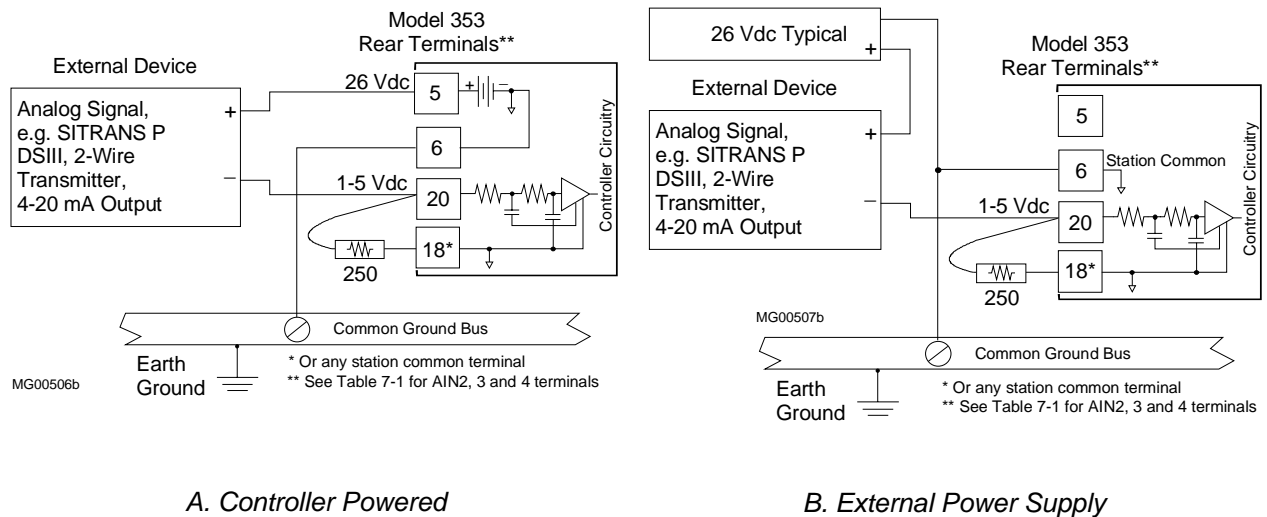 Model 353
Rear Terminals**
External Device
26 Vdc
5
+
–
Analog Signal,
e.g. SITRANS P
DSIII, 2-Wire
Transmitter,
4-20 mA Output
+
–
6
1-5 Vdc
20
18*
250
Controller Circuitry
Common Ground Bus
Earth
Ground
* Or any station common terminal
** See Table 7-1 for AIN2, 3 and 4 terminals
MG00506b
A. Controller Powered
26 Vdc Typical
+
Model 353
Rear Terminals**
External Device
5
Analog Signal,
e.g. SITRANS P
DSIII, 2-Wire
Transmitter,
4-20 mA Output
+
–
6
Station Common
1-5 Vdc
20
18*
250
Controller Circuitry
MG00507b
Common Ground Bus
Earth
Ground
* Or any station common terminal
** See Table 7-1 for AIN2, 3 and 4 terminals
B. External Power Supply